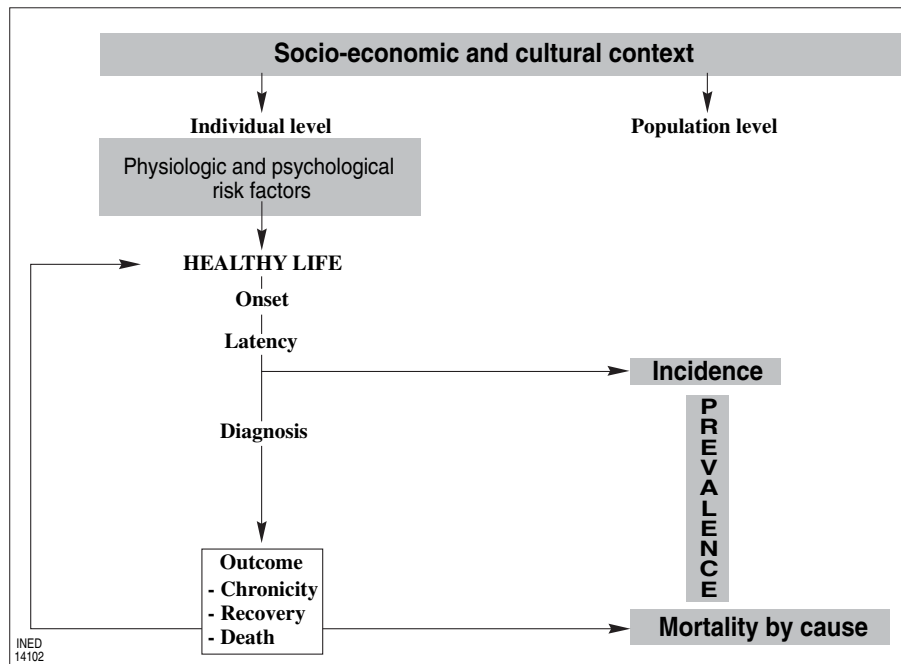 Socio-economic and cultural context
Individual level
Population level
Physiologic and psychological
risk factors
HEALTHY LIFE
Onset
Latency
Incidence
Diagnosis
PREVALENCE
Outcome
- Chronicity
- Recovery
- Death
Mortality by cause
INED
14102